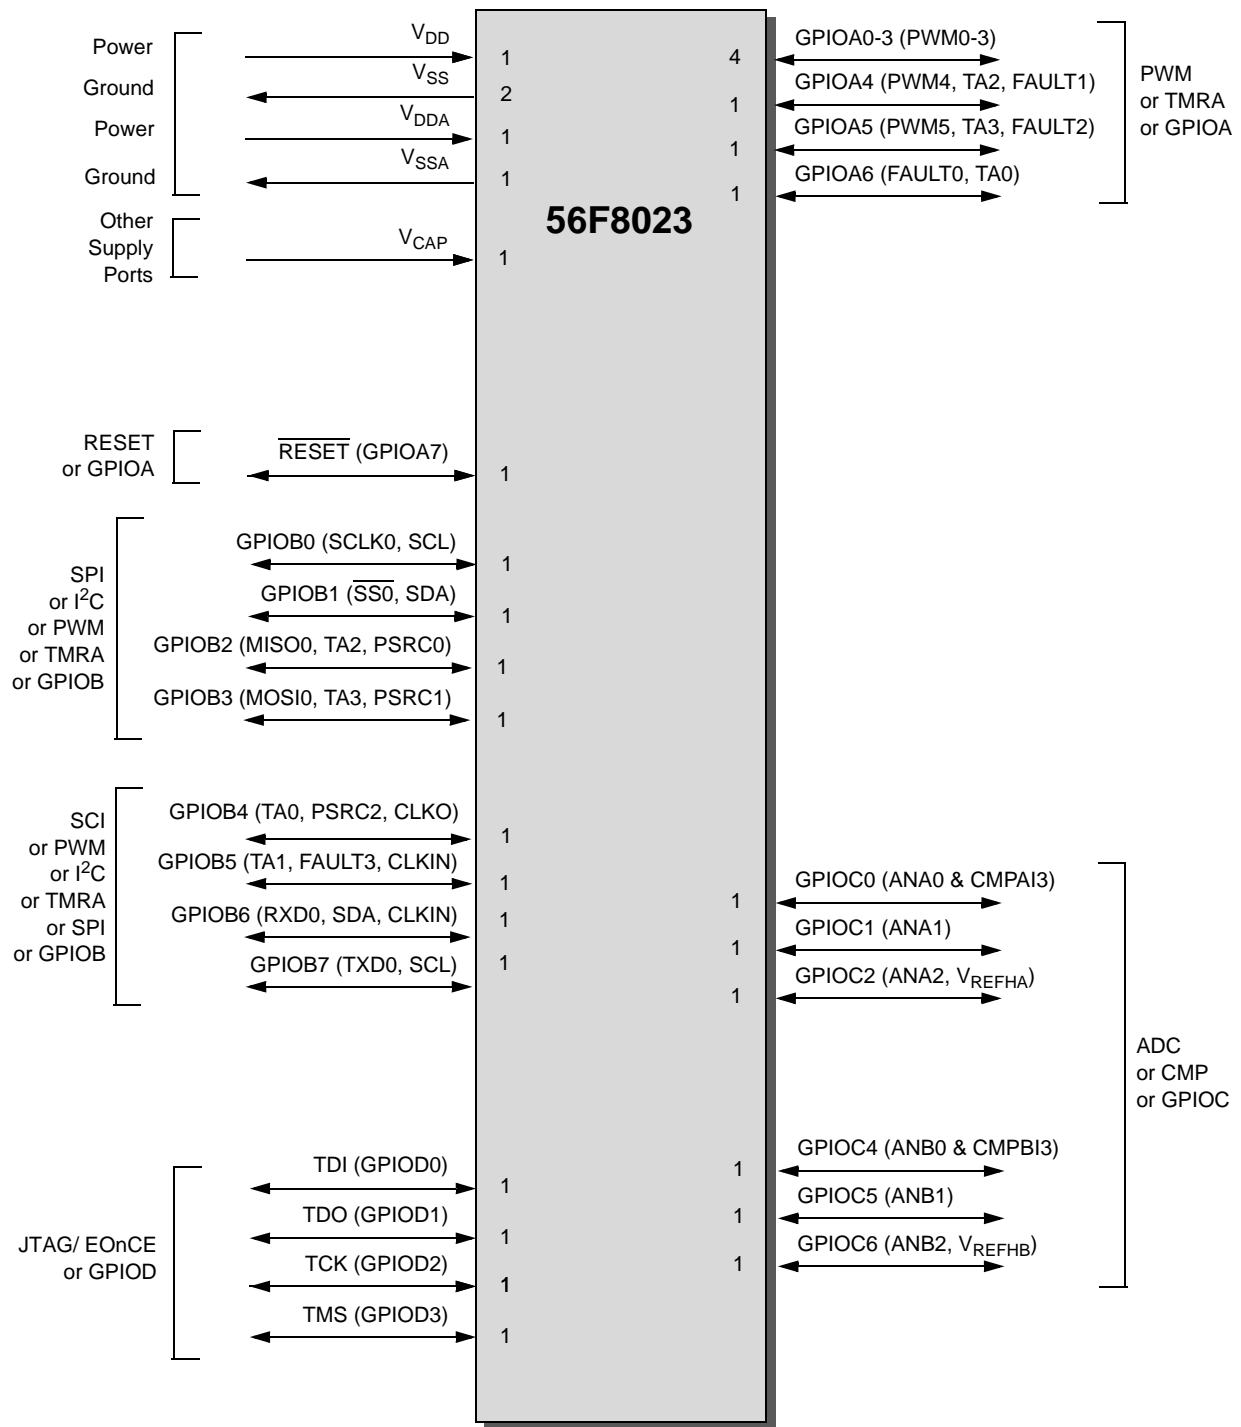 56F8023
Power
Ground
Power
Ground
V_DD
1
V_SS
2
V_DDA
1
V_SSA
1
Other
Supply
Ports
V_CAP
1
RESET
or GPIOA
RESET (GPIOA7)
1
SPI
or I²C
or PWM
or TMRA
or GPIOB
GPIOB0 (SCLK0, SCL)
1
GPIOB1 (SS0, SDA)
1
GPIOB2 (MISO0, TA2, PSRC0)
1
GPIOB3 (MOSI0, TA3, PSRC1)
1
SCI
or PWM
or I²C
or TMRA
or SPI
or GPIOB
GPIOB4 (TA0, PSRC2, CLKO)
1
GPIOB5 (TA1, FAULT3, CLKIN)
1
GPIOB6 (RXD0, SDA, CLKIN)
1
GPIOB7 (TXD0, SCL)
1
JTAG/ EOnCE
or GPIOD
TDI (GPIOD0)
1
TDO (GPIOD1)
1
TCK (GPIOD2)
1
TMS (GPIOD3)
1
4
GPIOA0-3 (PWM0-3)
1
GPIOA4 (PWM4, TA2, FAULT1)
1
GPIOA5 (PWM5, TA3, FAULT2)
1
GPIOA6 (FAULT0, TA0)
PWM
or TMRA
or GPIOA
1
GPIOC0 (ANA0 & CMPAI3)
1
GPIOC1 (ANA1)
1
GPIOC2 (ANA2, V_REFHA)
1
GPIOC4 (ANB0 & CMPBI3)
1
GPIOC5 (ANB1)
1
GPIOC6 (ANB2, V_REFHB)
ADC
or CMP
or GPIOC